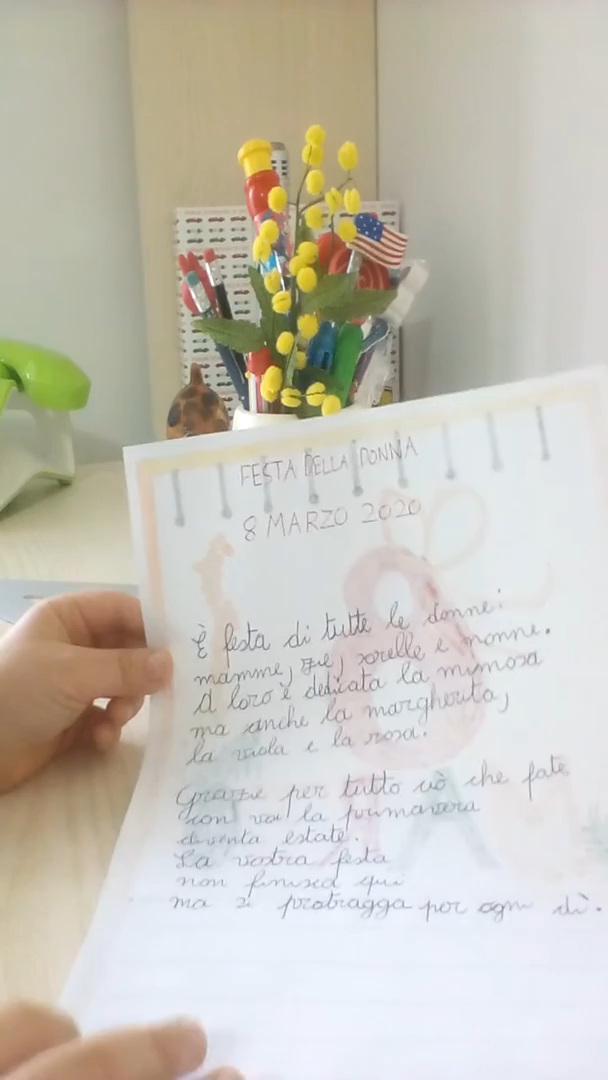 FESTA DELLA DONNA
8 MARZO 2020
È festa di tutte le donne:
mamme, zie, sorelle e nonne.
A loro è dedicata la mimosa
ma anche la margherita,
la viola e la rosa.
Grazie per tutto ciò che fate
con voi la primavera
diventa estate.
La vostra festa
non finisca qui
ma si protragga per ogni dì.